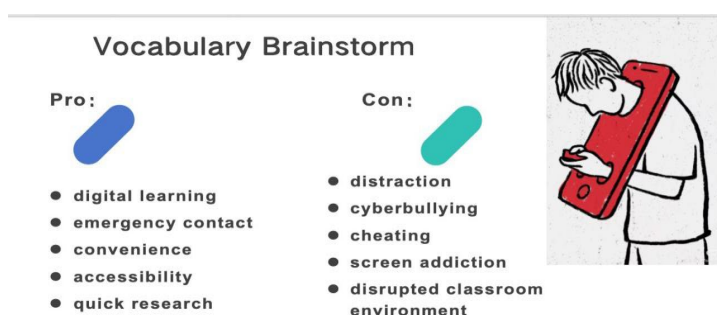 Vocabulary Brainstorm
Pro:
• digital learning
• emergency contact
• convenience
• accessibility
• quick research
Con:
• distraction
• cyberbullying
• cheating
• screen addiction
• disrupted classroom
environment